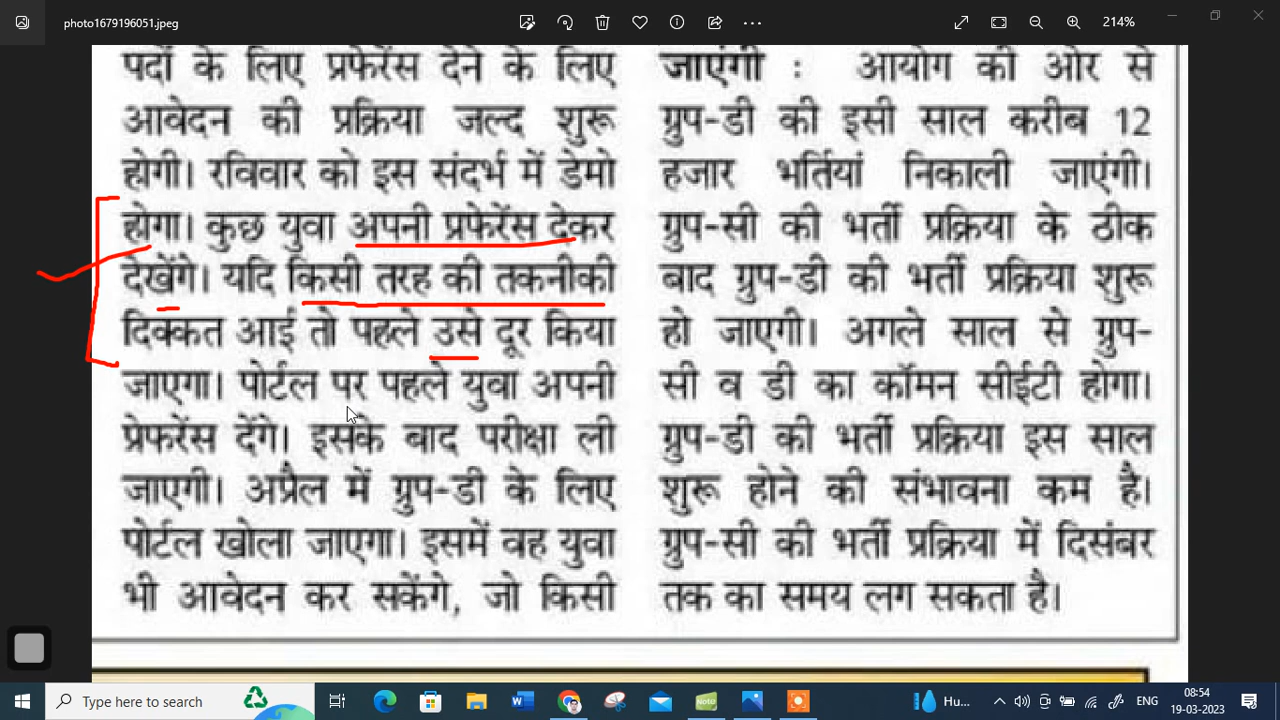 photo1679196051.jpeg
214%
पदों के लिए प्रफेरेंस देने के लिए
आवेदन की प्रक्रिया जल्द शुरू
होगी। रविवार को इस संदर्भ में डेमो
होगा। कुछ युवा अपनी प्रफेरेंस देकर
देखेंगे। यदि किसी तरह की तकनीकी
दिक्कत आई तो पहले उसे दूर किया
जाएगा। पोर्टल पर पहले युवा अपनी
प्रेफरेंस देंगे। इसके बाद परीक्षा ली
जाएगी। अप्रैल में ग्रुप-डी के लिए
पोर्टल खोला जाएगा। इसमें वह युवा
भी आवेदन कर सकेंगे, जो किसी
जाएंगी : आयोग की ओर से
ग्रुप-डी की इसी साल करीब 12
हजार भर्तियां निकाली जाएंगी।
ग्रुप-सी की भर्ती प्रक्रिया के ठीक
बाद ग्रुप-डी की भर्ती प्रक्रिया शुरू
हो जाएगी। अगले साल से ग्रुप-
सी व डी का कॉमन सीईटी होगा।
ग्रुप-डी की भर्ती प्रक्रिया इस साल
शुरू होने की संभावना कम है।
ग्रुप-सी की भर्ती प्रक्रिया में दिसंबर
तक का समय लग सकता है।
Type here to search
Note
Hu...
ENG
08:54
19-03-2023